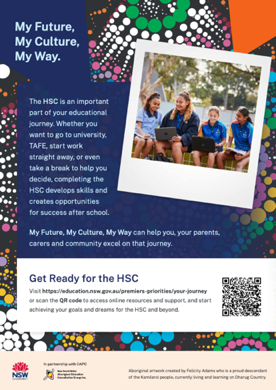 My Future,
My Culture,
My Way.
The HSC is an important
part of your educational
journey. Whether you
want to go to university,
TAFE, start work
straight away, or even
take a break to help you
decide, completing the
HSC develops skills and
creates opportunities
for success after school.
My Future, My Culture, My Way can help you, your parents,
carers and community excel on that journey.
Get Ready for the HSC
Visit https://education.nsw.gov.au/premiers-priorities/your-journey
or scan the QR code to access online resources and support, and start
achieving your goals and dreams for the HSC and beyond.
In partnership with
NSW
Aboriginal artwork created by Felicity Adams who is a proud descendent
of the Kamilaroi people, currently living and learning on Dharug Country.